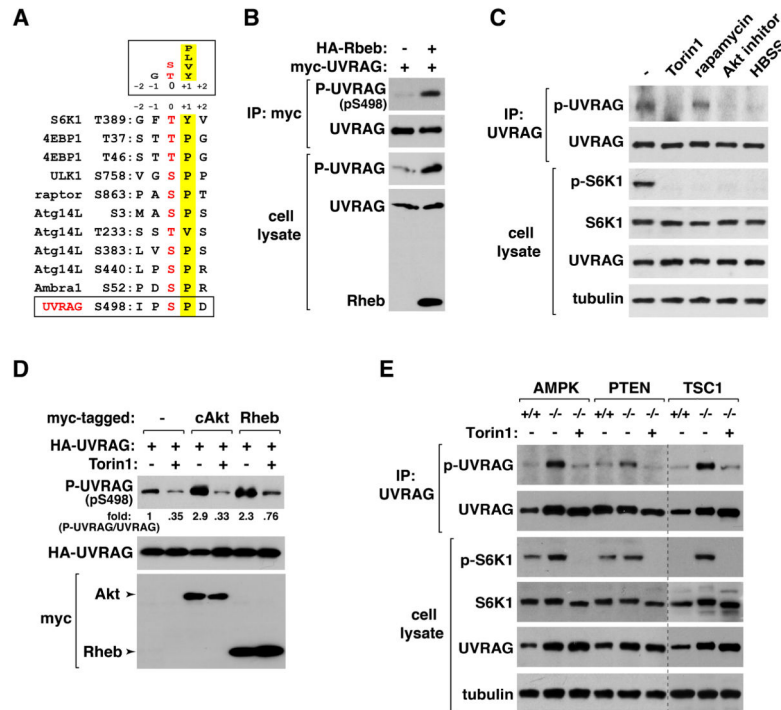 A
P
L
S V
G T Y
-2 -1 0 +1 +2
-2 -1 0 +1 +2
S6K1 T389: G F T Y V
4EBP1 T37: S T T P G
4EBP1 T46: S T T P G
ULK1 S758: V G S P G
raptor S863: P A S P T
Atg14L S3: M A S P S
Atg14L T233: S S T V S
Atg14L S383: L V S P S
Atg14L S440: L P S P R
Ambra1 S52: P D S P R
UVRAG S498: I P S P D
B
HA-Rbeb - +
myc-UVRAG + +
IP: myc
P-UVRAG
(pS498)
UVRAG
cell
lysate
P-UVRAG
UVRAG
Rheb
C
- Torin1 rapamycin Akt inhitor HBSS
IP:
UVRAG
p-UVRAG
UVRAG
cell
lysate
p-S6K1
S6K1
UVRAG
tubulin
D
myc-tagged: - cAkt Rheb
HA-UVRAG: + + + + + +
Torin1: - + - + - +
P-UVRAG
(pS498)
fold: 1 .35 2.9 .33 2.3 .76
(P-UVRAG/UVRAG)
HA-UVRAG
myc
Akt
Rheb
E
AMPK PTEN TSC1
+/+ -/- -/- +/+ -/- -/- +/+ -/- -/-
Torin1: - - + - - + - - +
IP:
UVRAG
p-UVRAG
UVRAG
cell
lysate
p-S6K1
S6K1
UVRAG
tubulin